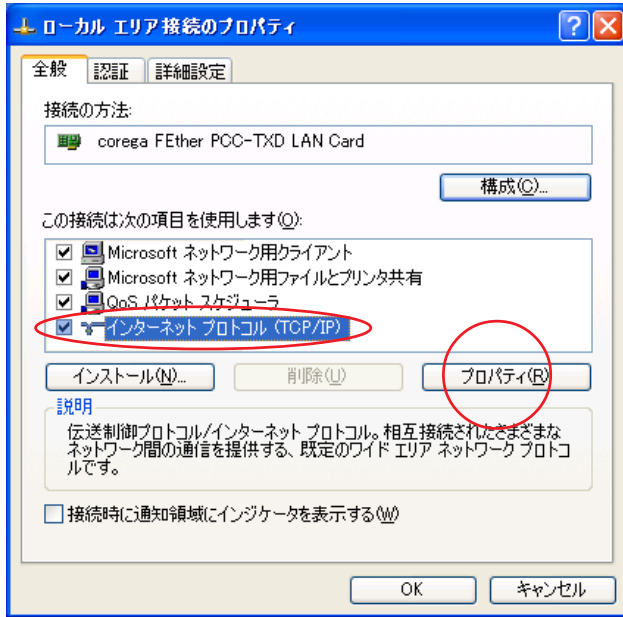 ローカル エリア接続のプロパティ
全般 認証 詳細設定
接続の方法:
corega FEther PCC-TXD LAN Card
構成(C)...
この接続は次の項目を使用します(O):
Microsoft ネットワーク用クライアント
Microsoft ネットワーク用ファイルとプリンタ共有
QoS パケット スケジューラ
インターネット プロトコル (TCP/IP)
インストール(N)... 削除(U) プロパティ(R)
説明
伝送制御プロトコル/インターネット プロトコル。相互接続されたさまざまな
ネットワーク間の通信を提供する、既定のワイド エリア ネットワーク プロトコ
ルです。
接続時に通知領域にインジケータを表示する(W)
OK キャンセル